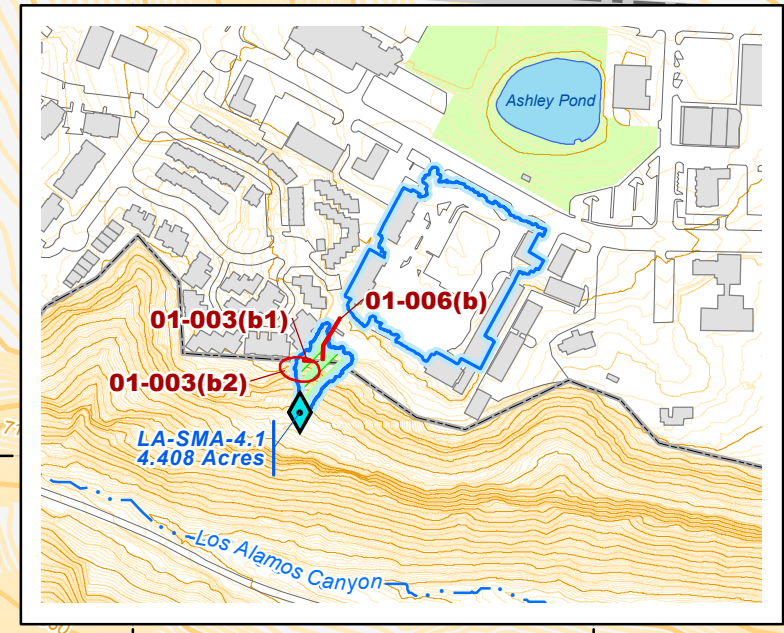 Ashley Pond
01-006(b)
01-003(b1)
01-003(b2)
LA-SMA-4.1
4.408 Acres
Los Alamos Canyon